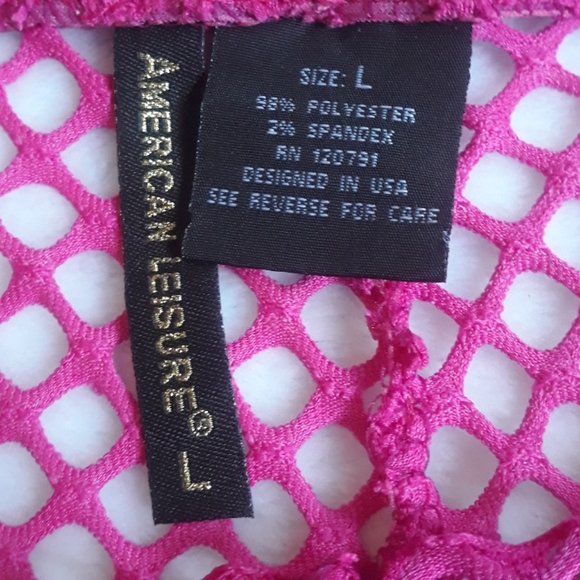 AMERICAN LEISURE® L
SIZE: L
98% POLYESTER
2% SPANDEX
RN 120791
DESIGNED IN USA
SEE REVERSE FOR CARE